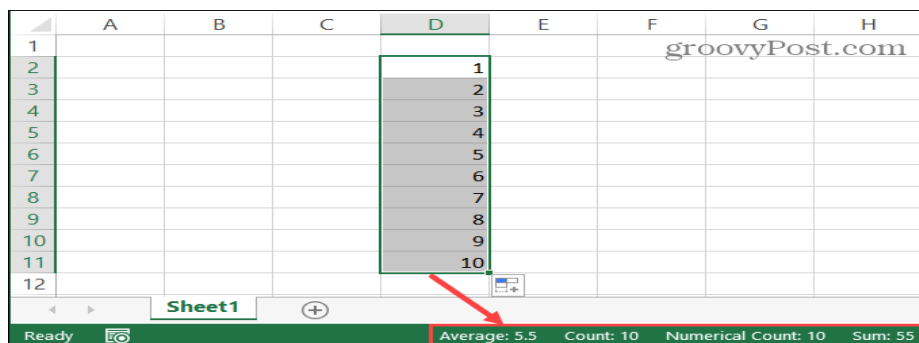 A B C D E F G H
1 groovyPost.com
2 1
3 2
4 3
5 4
6 5
7 6
8 7
9 8
10 9
11 10
12
Sheet1
Ready Average: 5.5 Count: 10 Numerical Count: 10 Sum: 55